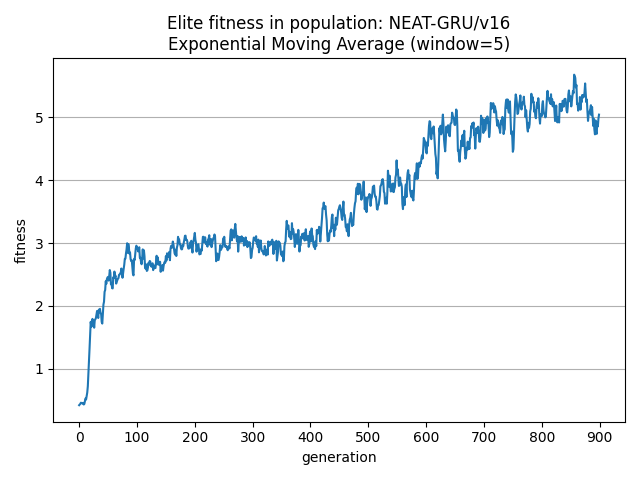 Elite fitness in population: NEAT-GRU/v16
Exponential Moving Average (window=5)
fitness
5
4
3
2
1
0 100 200 300 400 500 600 700 800 900
generation